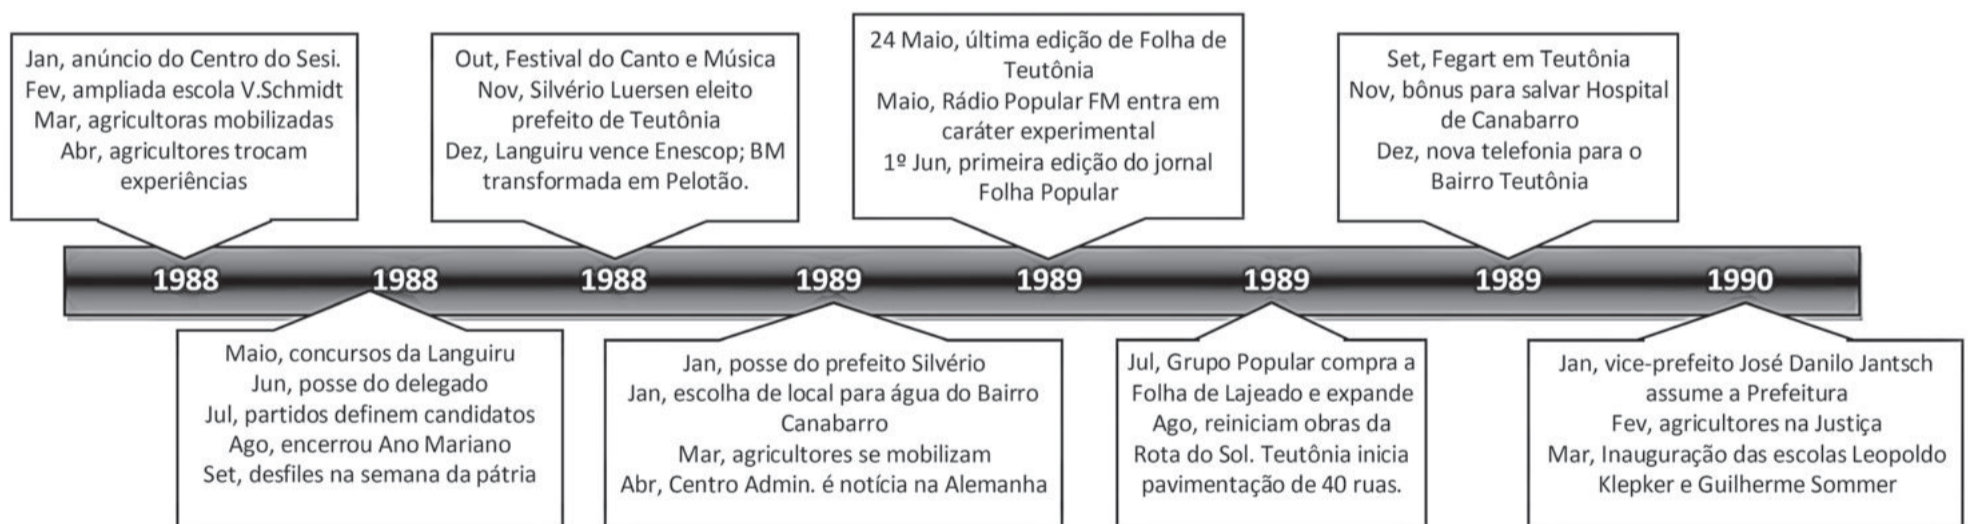 Jan, anúncio do Centro do Sesi.
Fev, ampliada escola V.Schmidt
Mar, agricultoras mobilizadas
Abr, agricultores trocam
experiências
Out, Festival do Canto e Música
Nov, Silvério Luersen eleito
prefeito de Teutônia
Dez, Languiru vence Enescop; BM
transformada em Pelotão.
24 Maio, última edição de Folha de
Teutônia
Maio, Rádio Popular FM entra em
caráter experimental
1º Jun, primeira edição do jornal
Folha Popular
Set, Fegart em Teutônia
Nov, bônus para salvar Hospital
de Canabarro
Dez, nova telefonia para o
Bairro Teutônia
1988 1988 1988 1989 1989 1989 1989 1990
Maio, concursos da Languiru
Jun, posse do delegado
Jul, partidos definem candidatos
Ago, encerrou Ano Mariano
Set, desfiles na semana da pátria
Jan, posse do prefeito Silvério
Jan, escolha de local para água do Bairro
Canabarro
Mar, agricultores se mobilizam
Abr, Centro Admin. é notícia na Alemanha
Jul, Grupo Popular compra a
Folha de Lajeado e expande
Ago, reiniciam obras da
Rota do Sol. Teutônia inicia
pavimentação de 40 ruas.
Jan, vice-prefeito José Danilo Jantsch
assume a Prefeitura
Fev, agricultores na Justiça
Mar, Inauguração das escolas Leopoldo
Klepker e Guilherme Sommer